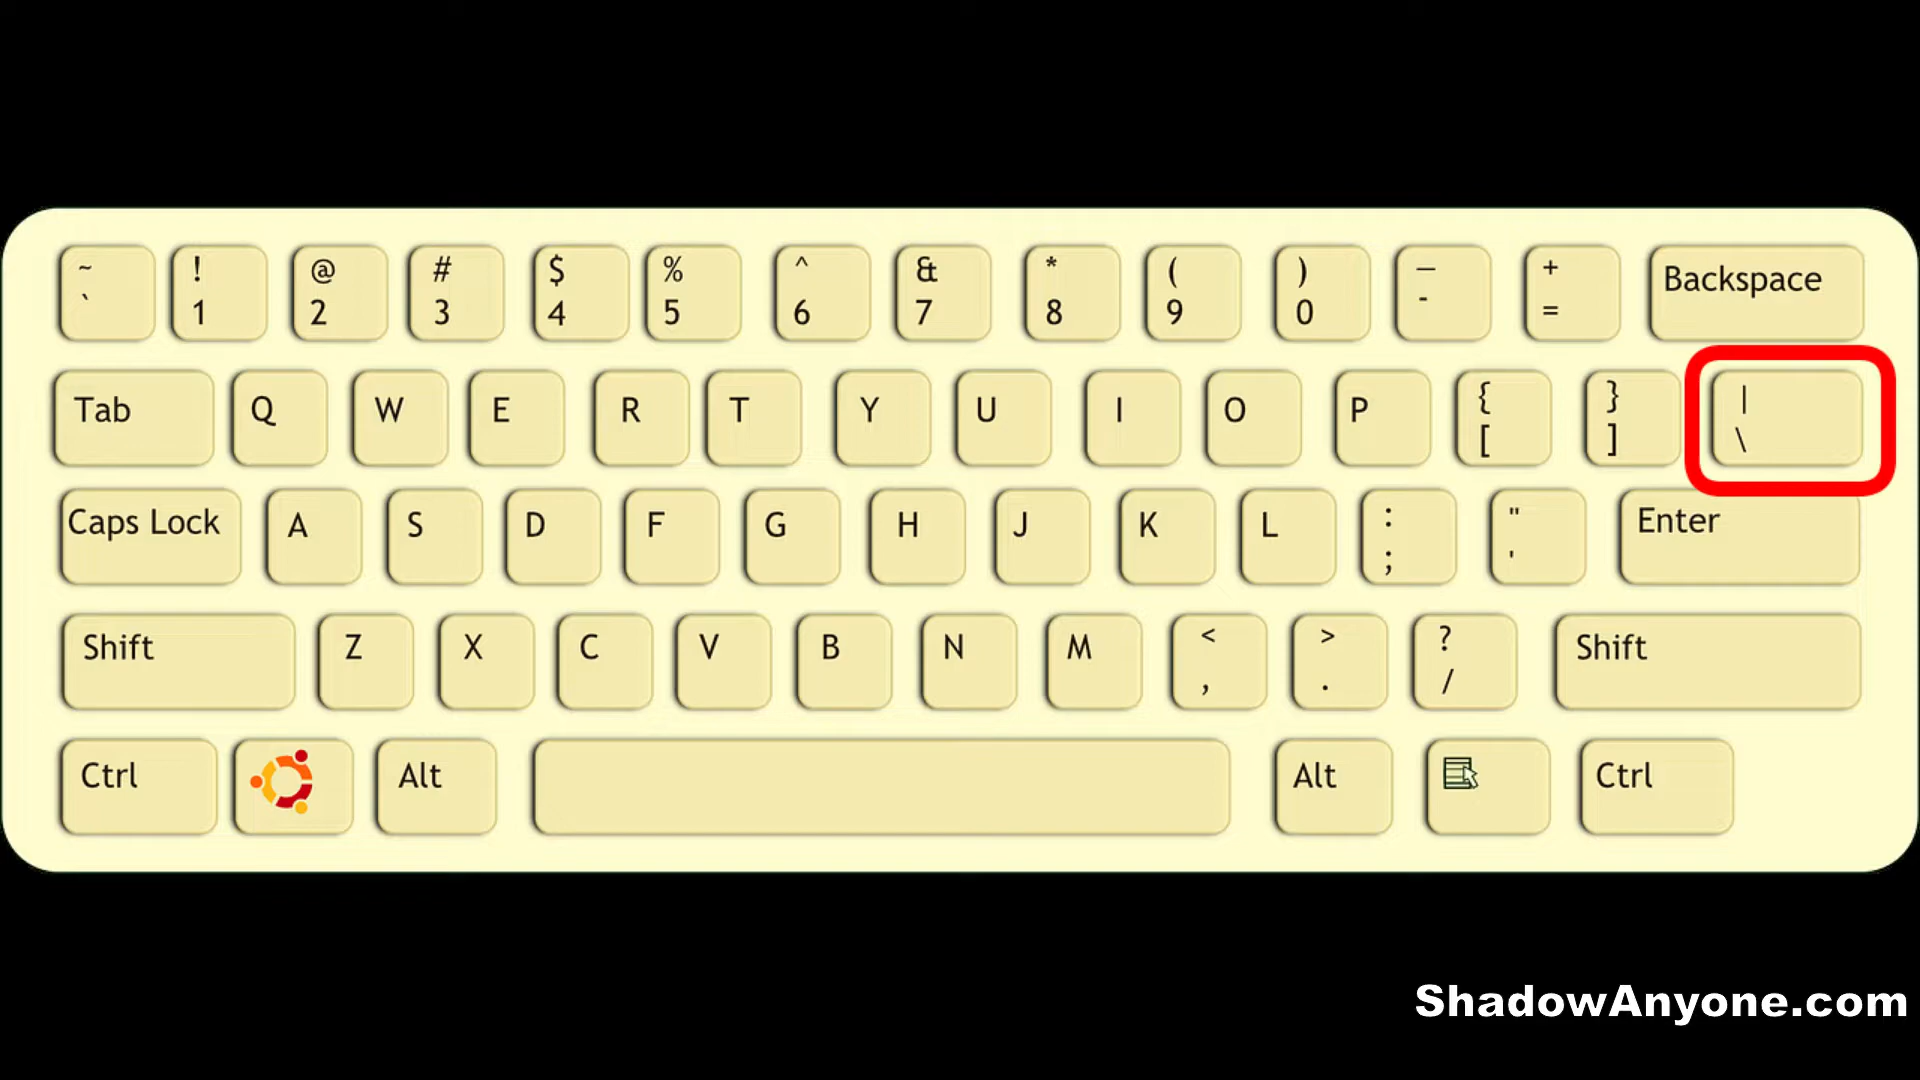 ~ ! @ # $ % ^ & * ( ) _ + Backspace
` 1 2 3 4 5 6 7 8 9 0 - =
Tab Q W E R T Y U I O P { } |
[ ] \
Caps Lock A S D F G H J K L : " Enter
; '
Shift Z X C V B N M < > ? Shift
, . /
Ctrl Alt Alt Ctrl
ShadowAnyone.com